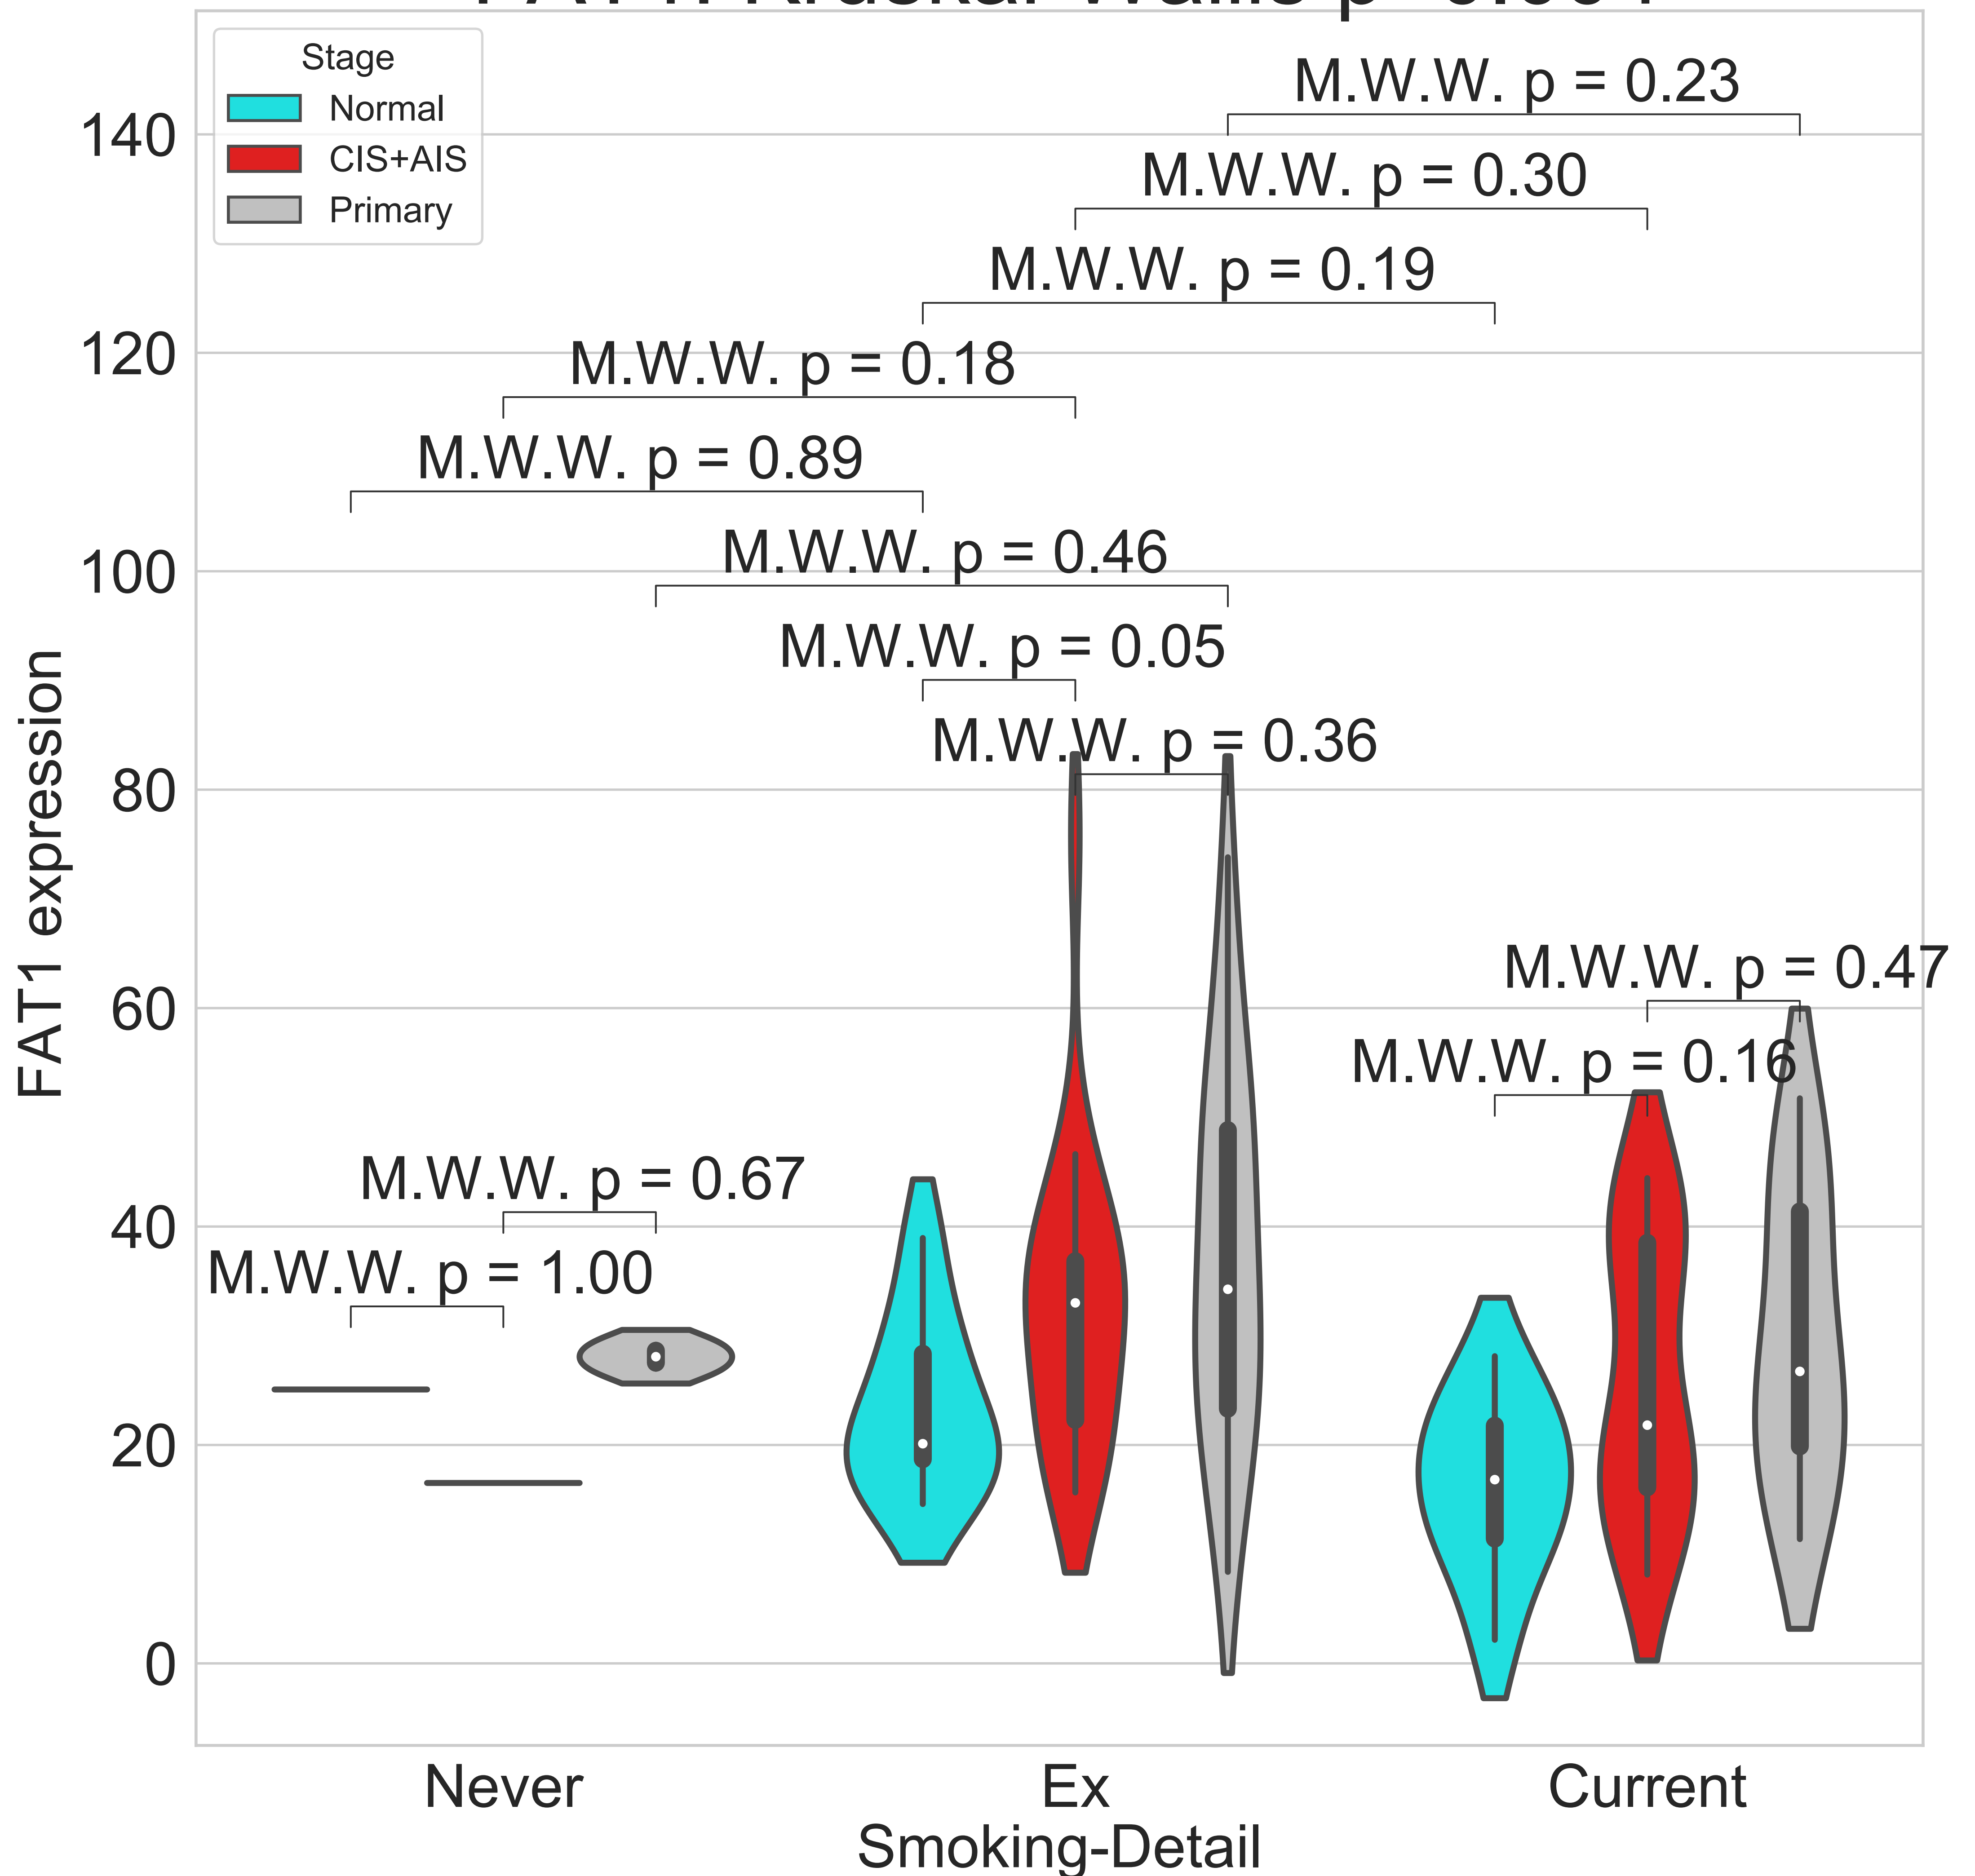 Stage
Normal
CIS+AIS
Primary
M.W.W. p = 0.23
M.W.W. p = 0.30
M.W.W. p = 0.19
M.W.W. p = 0.18
M.W.W. p = 0.89
M.W.W. p = 0.46
M.W.W. p = 0.05
M.W.W. p = 0.36
M.W.W. p = 0.47
M.W.W. p = 0.16
M.W.W. p = 0.67
M.W.W. p = 1.00
140
120
100
80
60
40
20
0
FAT1 expression
Never
Ex
Current
Smoking-Detail